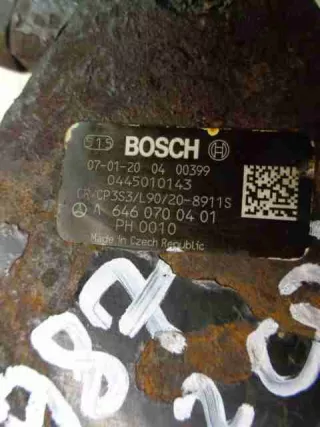 515 BOSCH
07-01-20 04 00399
0445010143
CR/CP3S3/L90/20-8911S
A 646 070 04 01
PH 0010
Made in Czech Republic